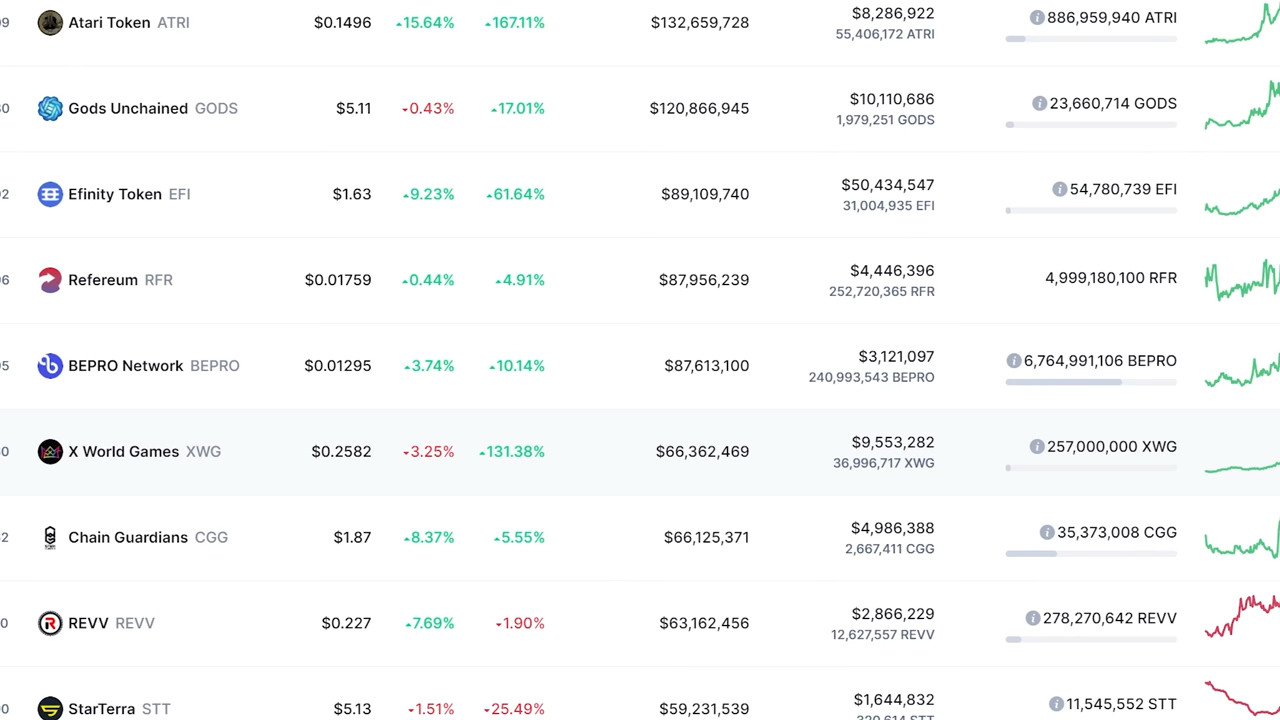 09 Atari Token ATRI $0.1496 15.64% 167.11% $132,659,728 $8,286,922 886,959,940 ATRI
55,406,172 ATRI
30 Gods Unchained GODS $5.11 0.43% 17.01% $120,866,945 $10,110,686 23,660,714 GODS
1,979,251 GODS
02 Efinity Token EFI $1.63 9.23% 61.64% $89,109,740 $50,434,547 54,780,739 EFI
31,004,935 EFI
06 Refereum RFR $0.01759 0.44% 4.91% $87,956,239 $4,446,396 4,999,180,100 RFR
252,720,365 RFR
05 BEPRO Network BEPRO $0.01295 3.74% 10.14% $87,613,100 $3,121,097 6,764,991,106 BEPRO
240,993,543 BEPRO
0 X World Games XWG $0.2582 3.25% 131.38% $66,362,469 $9,553,282 257,000,000 XWG
36,996,717 XWG
2 Chain Guardians CGG $1.87 8.37% 5.55% $66,125,371 $4,986,388 35,373,008 CGG
2,667,411 CGG
0 REVV REVV $0.227 7.69% 1.90% $63,162,456 $2,866,229 278,270,642 REVV
12,627,557 REVV
0 StarTerra STT $5.13 1.51% 25.49% $59,231,539 $1,644,832 11,545,552 STT